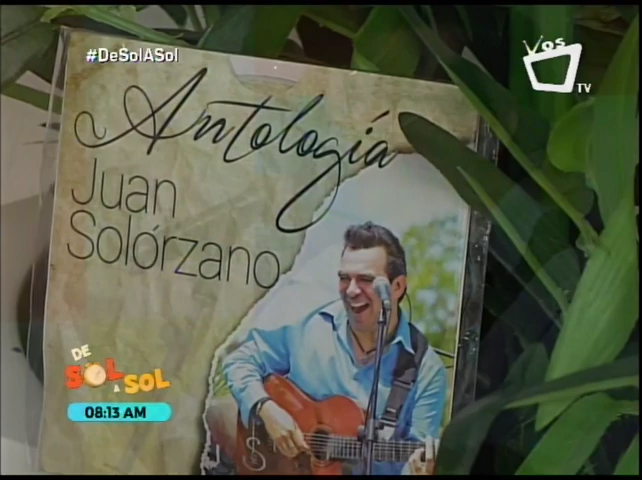 #DeSolASol
Vos
TV
Antología
Juan
Solórzano
DE
SOL
A SOL
08:13 AM